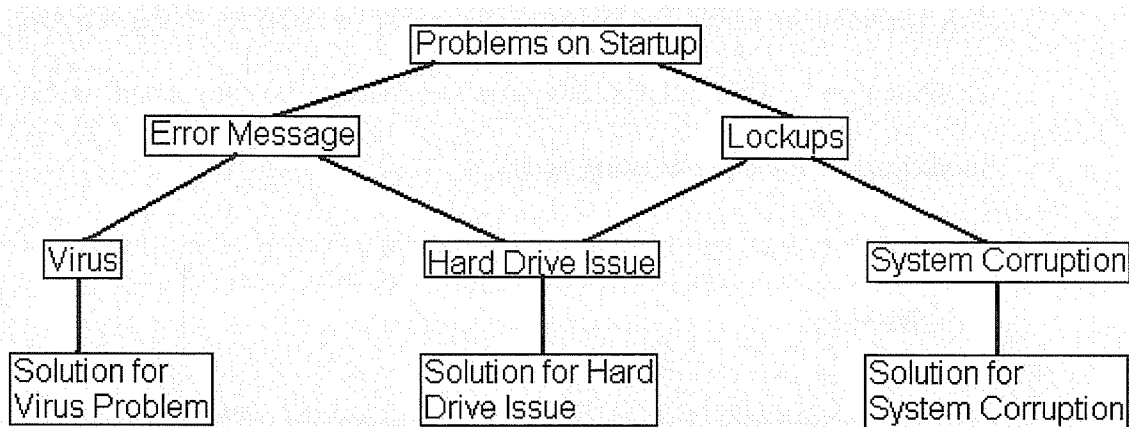 Problems on Startup
Error Message
Lockups
Virus
Hard Drive Issue
System Corruption
Solution for
Virus Problem
Solution for Hard
Drive Issue
Solution for
System Corruption